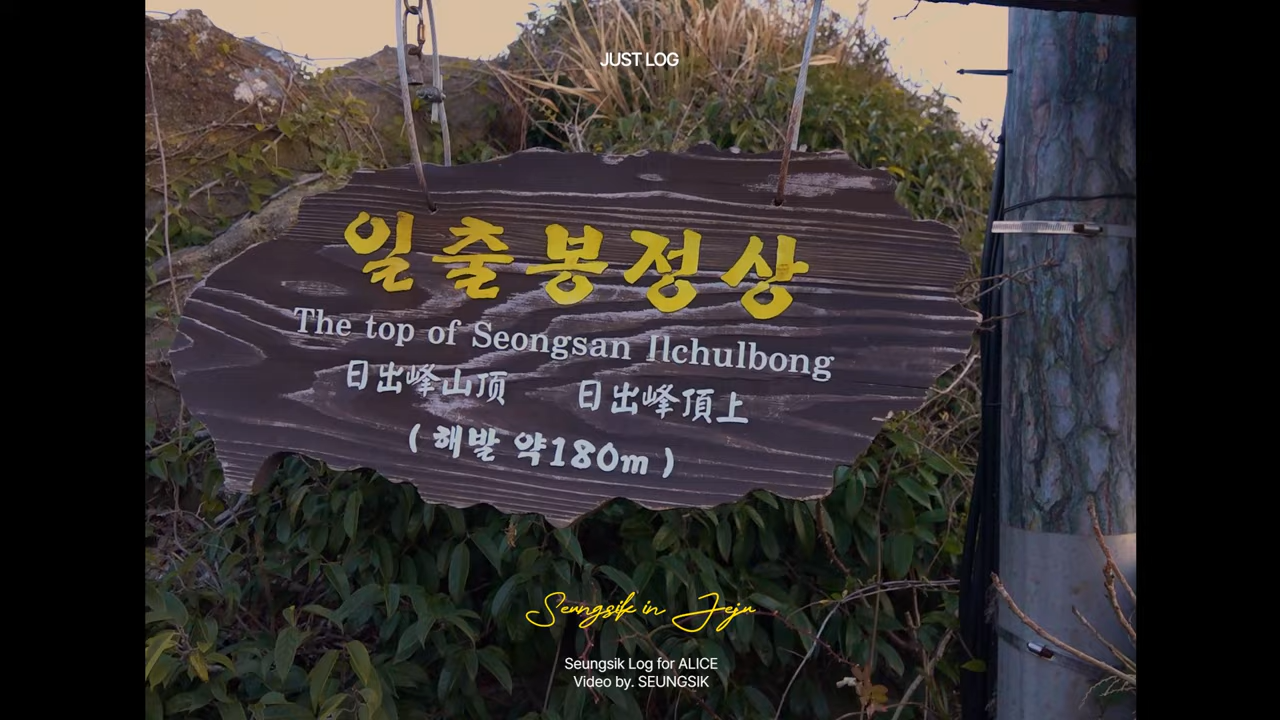 JUST LOG
일출봉정상
The top of Seongsan Ilchulbong
日出峰山顶 日出峰頂上
( 해발 약180m )
Seungsik in Jeju
Seungsik Log for ALICE
Video by. SEUNGSIK